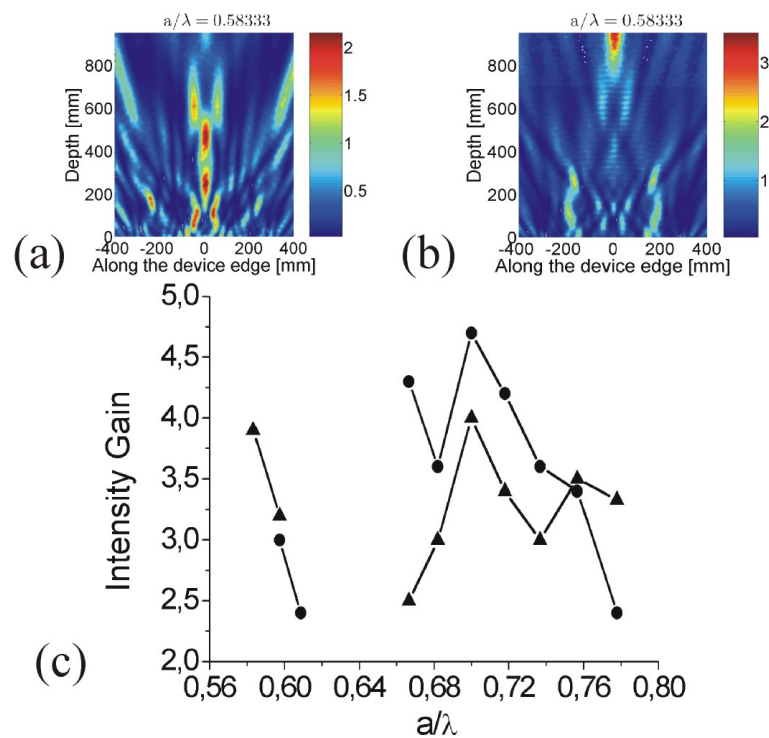 a/λ = 0.58333
800
600
400
200
0
Depth [mm]
-400 -200 0 200 400
Along the device edge [mm]
2
1.5
1
0.5
(a)
a/λ = 0.58333
800
600
400
200
0
Depth [mm]
-400 -200 0 200 400
Along the device edge [mm]
3
2
1
(b)
5,0
4,5
4,0
3,5
3,0
2,5
2,0
Intensity Gain
0,56 0,60 0,64 0,68 0,72 0,76 0,80
a/λ
(c)